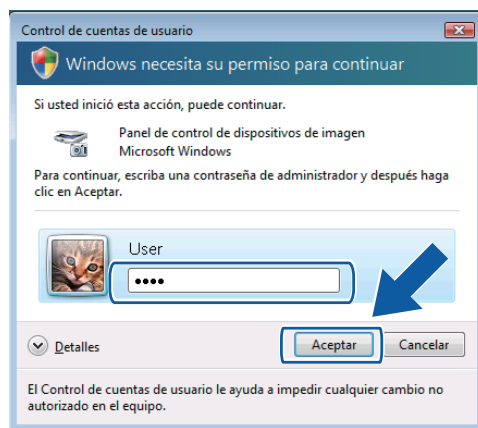 Control de cuentas de usuario
Windows necesita su permiso para continuar
Si usted inició esta acción, puede continuar.
Panel de control de dispositivos de imagen
Microsoft Windows
Para continuar, escriba una contraseña de administrador y después haga
clic en Aceptar.
User
••••
Detalles
Aceptar
Cancelar
El Control de cuentas de usuario le ayuda a impedir cualquier cambio no
autorizado en el equipo.